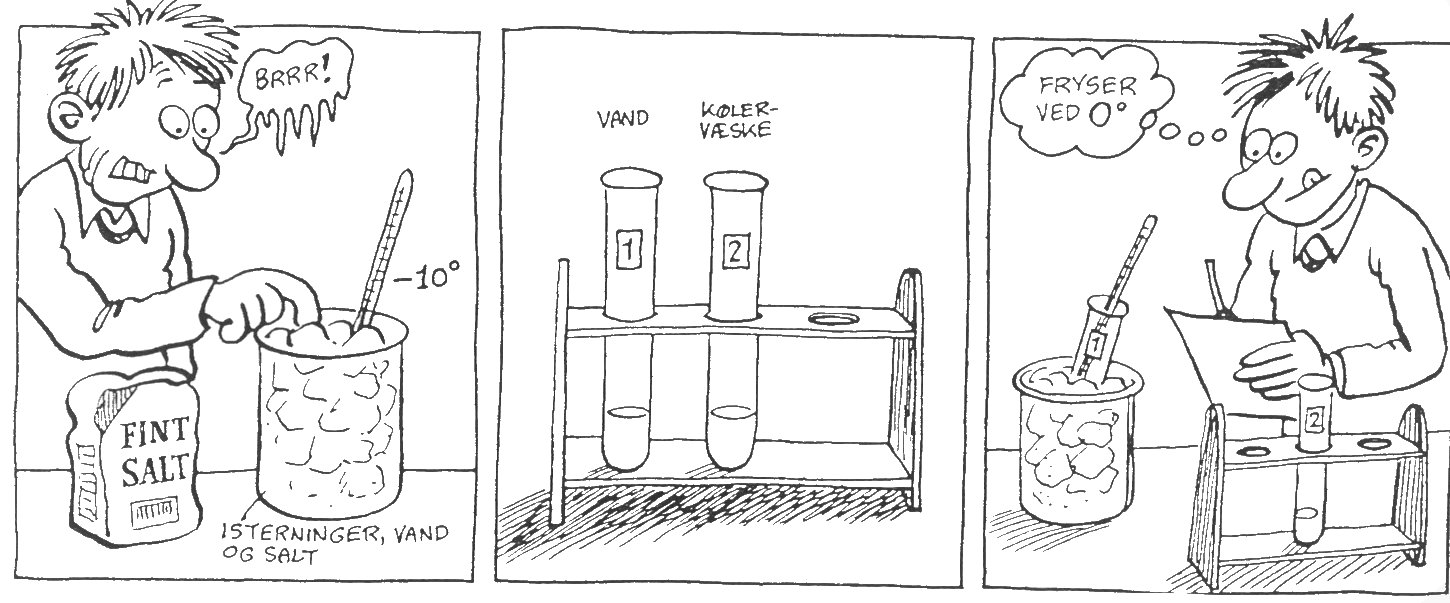 BRRR!
-10°
FINT
SALT
ISTERNINGER, VAND
OG SALT
VAND
KØLER-
VÆSKE
1
2
FRYSER
VED 0°
1
2